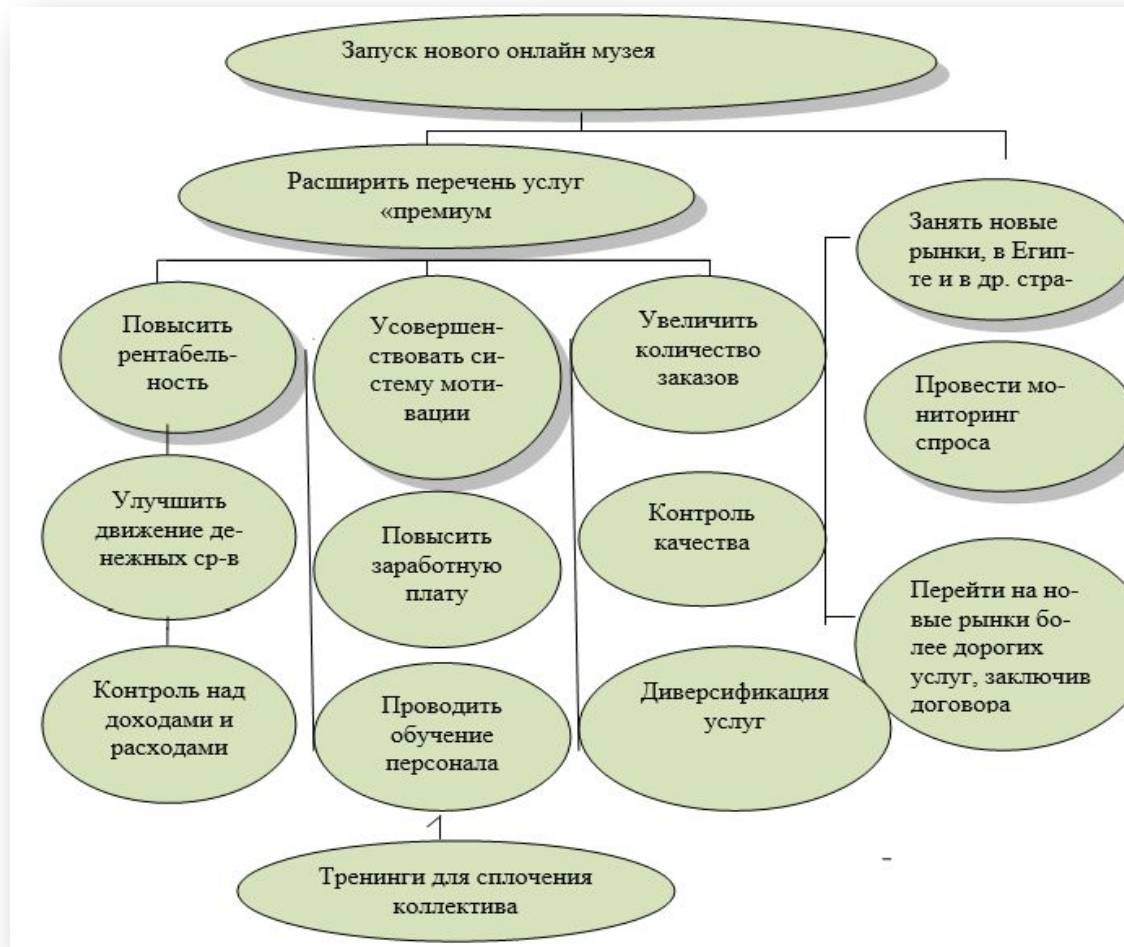 Запуск нового онлайн музея
Расширить перечень услуг
«премиум
Занять новые
рынки, в Егип-
те и в др. стра-
Повысить
рентабель-
ность
Усовершен-
ствовать си-
стему моти-
вации
Увеличить
количество
заказов
Провести мо-
ниторинг
спроса
Улучшить
движение де-
нежных ср-в
Повысить
заработную
плату
Контроль
качества
Перейти на но-
вые рынки бо-
лее дорогих
услуг, заключив
договора
Контроль над
доходами и
расходами
Проводить
обучение
персонала
Диверсификация
услуг
Тренинги для сплочения
коллектива